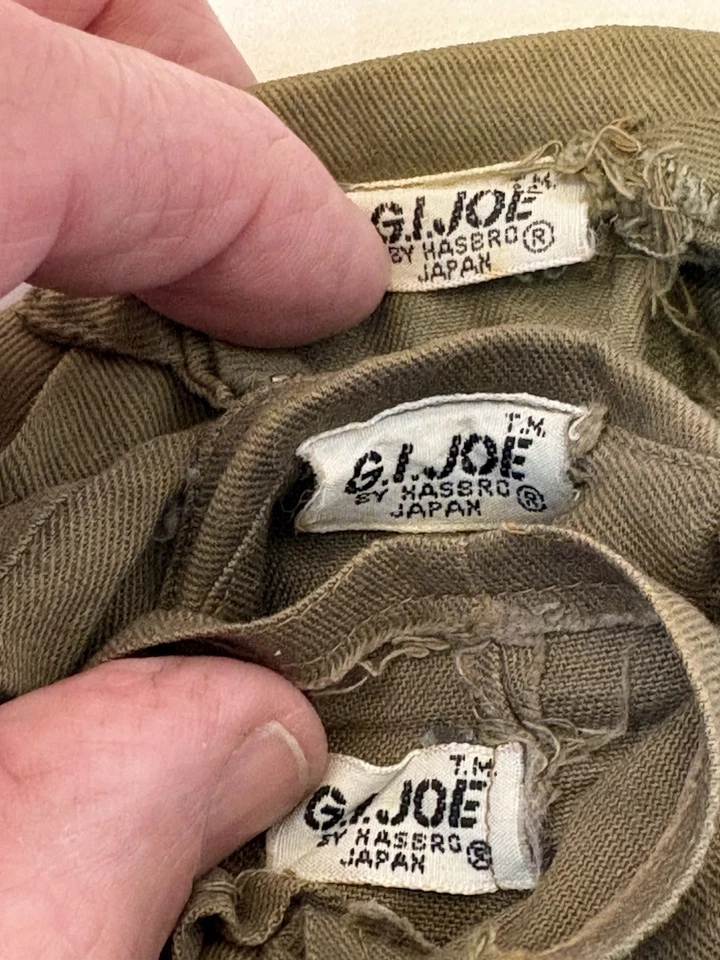 G.I.JOE T.M.
BY HASBRO ®
JAPAN
T.M.
G.I.JOE
BY HASBRO ®
JAPAN
T.M.
G.I.JOE
BY HASBRO ®
JAPAN